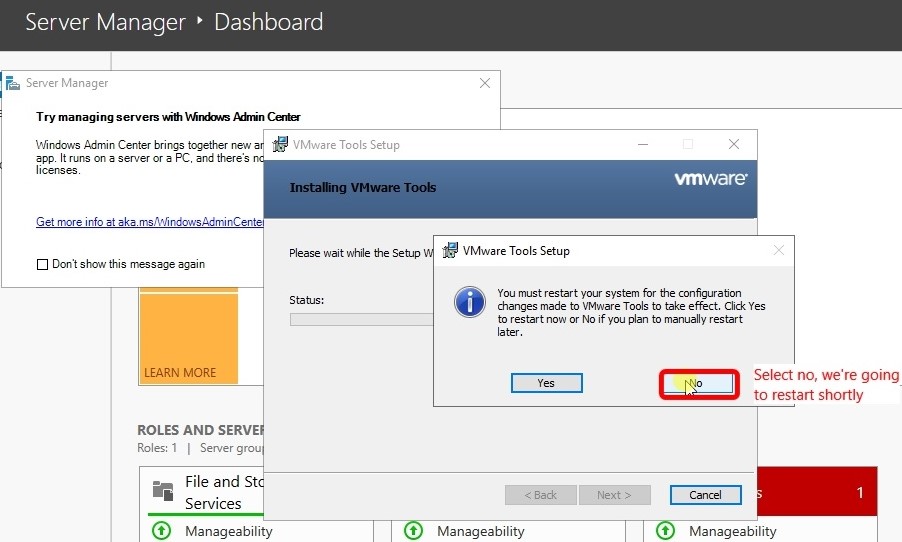 Server Manager ‣ Dashboard
Server Manager
Try managing servers with Windows Admin Center
Windows Admin Center brings together new an
app. It runs on a server or a PC, and there's no
licenses.
Get more info at aka.ms/WindowsAdminCenter
Don't show this message again
VMware Tools Setup
Installing VMware Tools
vmware
Please wait while the Setup W
Status:
VMware Tools Setup
You must restart your system for the configuration
changes made to VMware Tools to take effect. Click Yes
to restart now or No if you plan to manually restart
later.
Yes
No
Select no, we're going
to restart shortly
LEARN MORE
ROLES AND SERVER
Roles: 1 | Server group
< Back
Next >
Cancel
File and Sto
Services
s
1
Manageability
Manageability
Manageability